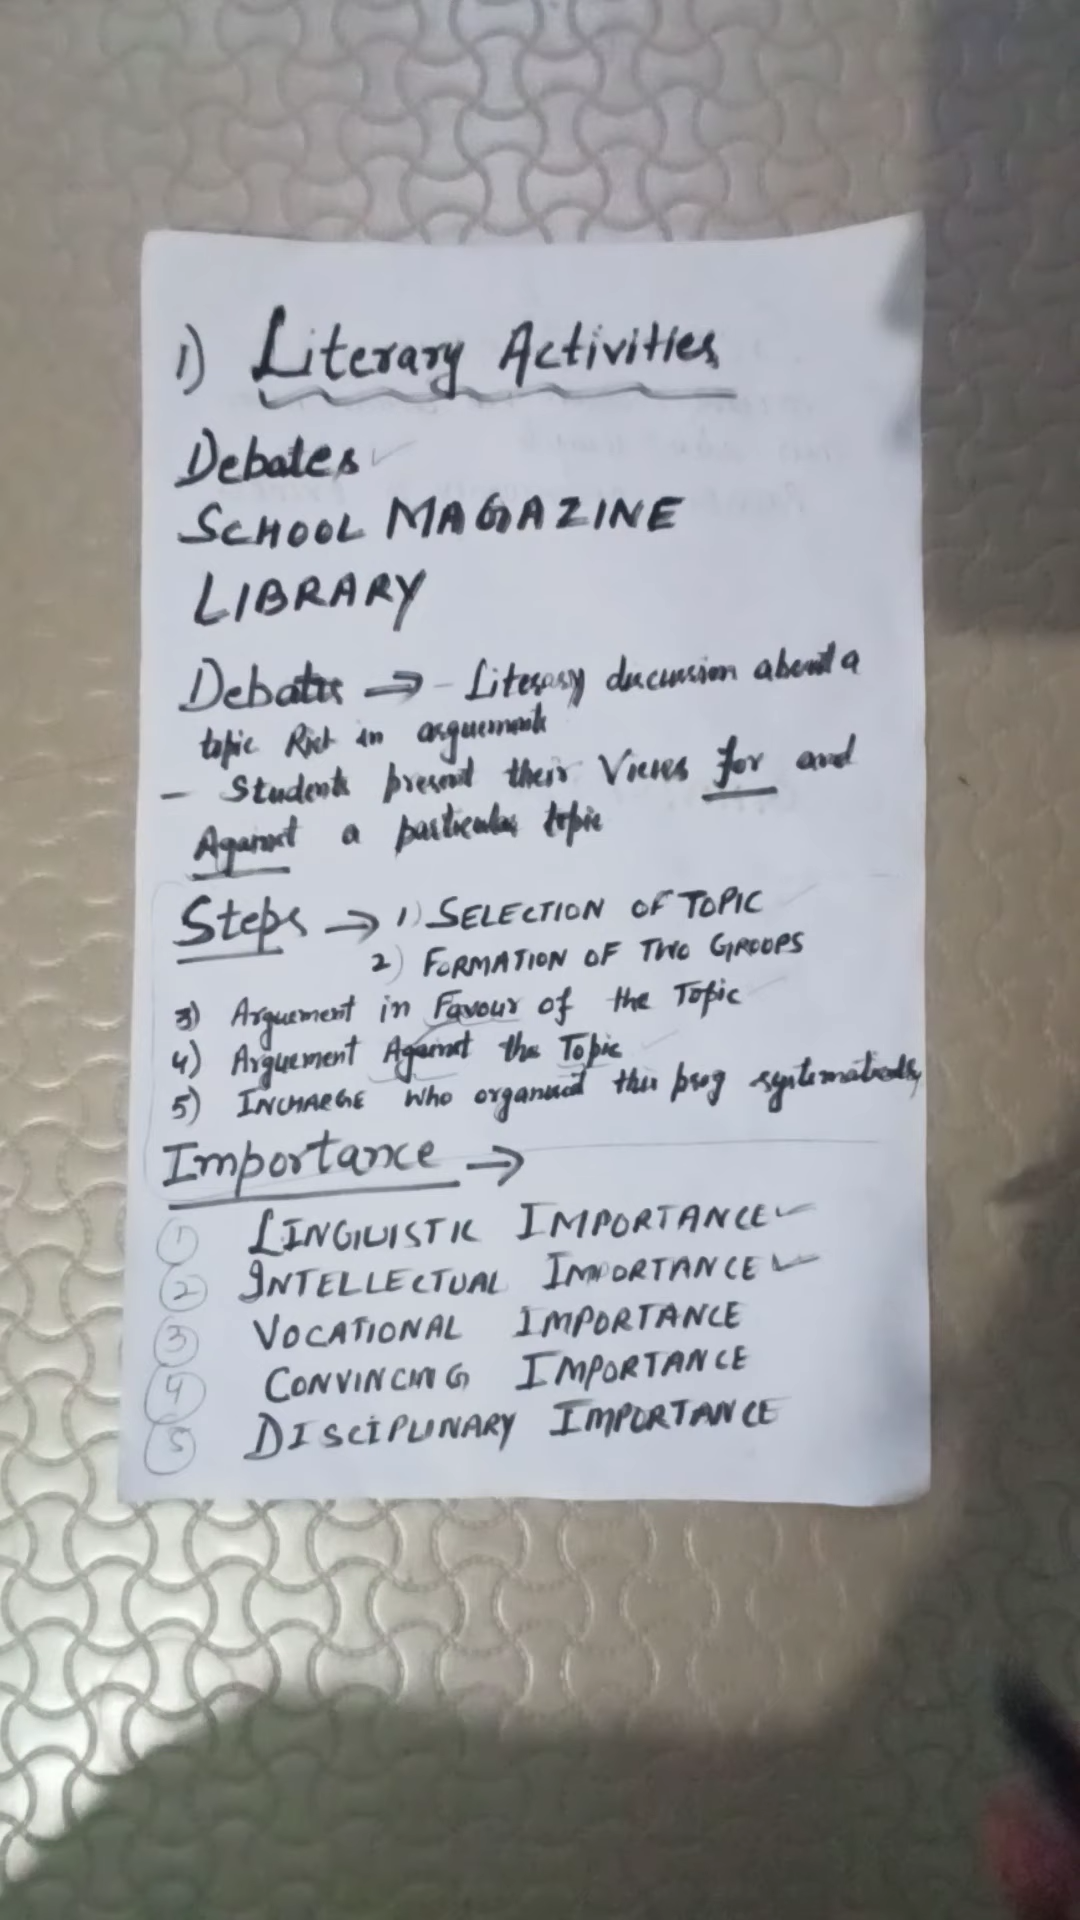 1) Literary Activities
Debates
SCHOOL MAGAZINE
LIBRARY
Debates → - Literary discussion about a
topic Rich in arguements
- Students present their Views for and
Against a particular topic
Steps → 1) SELECTION OF TOPIC
2) FORMATION OF TWO GROOPS
3) Arguement in Favour of the Topic
4) Arguement Against the Topic
5) INCHARGE who organised this prog systematically
Importance →
1 LINGUISTIC IMPORTANCE
2 INTELLECTUAL IMPORTANCE
3 VOCATIONAL IMPORTANCE
4 CONVINCING IMPORTANCE
5 DISCIPLINARY IMPORTANCE